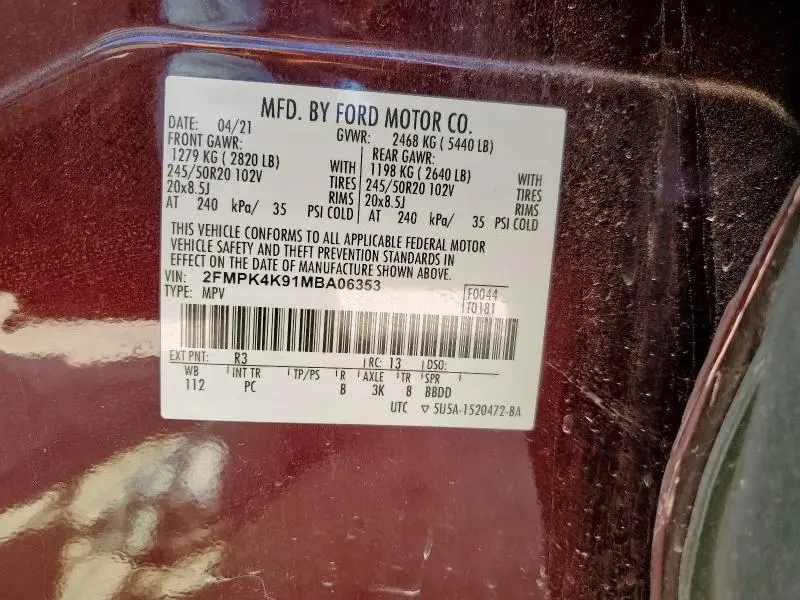 MFD. BY FORD MOTOR CO.
DATE: 04/21 GVWR: 2468 KG ( 5440 LB)
FRONT GAWR: REAR GAWR:
1279 KG ( 2820 LB) WITH 1198 KG ( 2640 LB) WITH
245/50R20 102V TIRES 245/50R20 102V TIRES
20x8.5J RIMS 20x8.5J RIMS
AT 240 kPa/ 35 PSI COLD AT 240 kPa/ 35 PSI COLD
THIS VEHICLE CONFORMS TO ALL APPLICABLE FEDERAL MOTOR
VEHICLE SAFETY AND THEFT PREVENTION STANDARDS IN
EFFECT ON THE DATE OF MANUFACTURE SHOWN ABOVE.
VIN: 2FMPK4K91MBA06353 F0044
TYPE: MPV T0181
EXT PNT: R3 RC: 13 DSO:
WB INT TR TP/PS R AXLE TR SPR
112 PC B 3K 8 BBDD
UTC ▽ 5U5A-1520472-BA